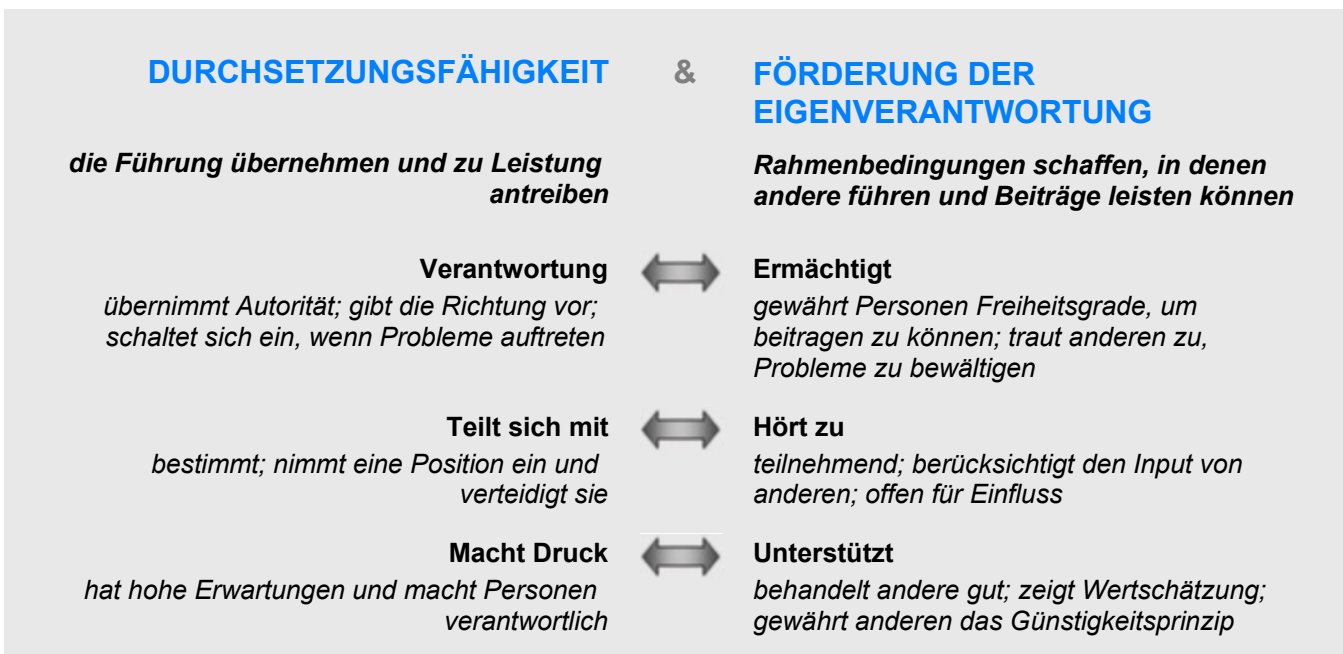 DURCHSETZUNGSFÄHIGKEIT & FÖRDERUNG DER
EIGENVERANTWORTUNG
die Führung übernehmen und zu Leistung
antreiben
Rahmenbedingungen schaffen, in denen
andere führen und Beiträge leisten können
Verantwortung
übernimmt Autorität; gibt die Richtung vor;
schaltet sich ein, wenn Probleme auftreten
Ermächtigt
gewährt Personen Freiheitsgrade, um
beitragen zu können; traut anderen zu,
Probleme zu bewältigen
Teilt sich mit
bestimmt; nimmt eine Position ein und
verteidigt sie
Hört zu
teilnehmend; berücksichtigt den Input von
anderen; offen für Einfluss
Macht Druck
hat hohe Erwartungen und macht Personen
verantwortlich
Unterstützt
behandelt andere gut; zeigt Wertschätzung;
gewährt anderen das Günstigkeitsprinzip